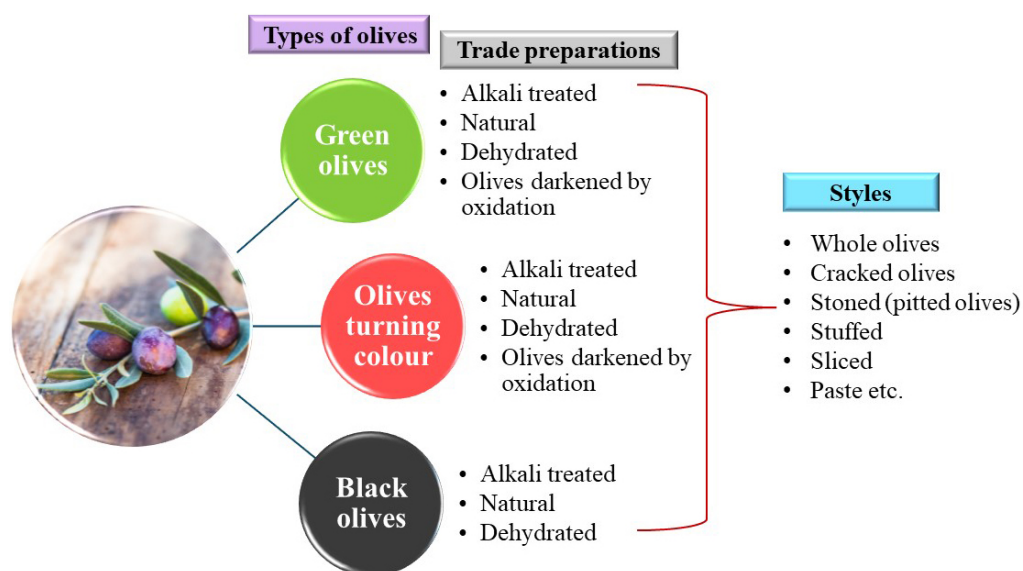 Types of olives
Trade preparations
Green
olives
• Alkali treated
• Natural
• Dehydrated
• Olives darkened by
oxidation
Olives
turning
colour
• Alkali treated
• Natural
• Dehydrated
• Olives darkened by
oxidation
Black
olives
• Alkali treated
• Natural
• Dehydrated
Styles
• Whole olives
• Cracked olives
• Stoned (pitted olives)
• Stuffed
• Sliced
• Paste etc.